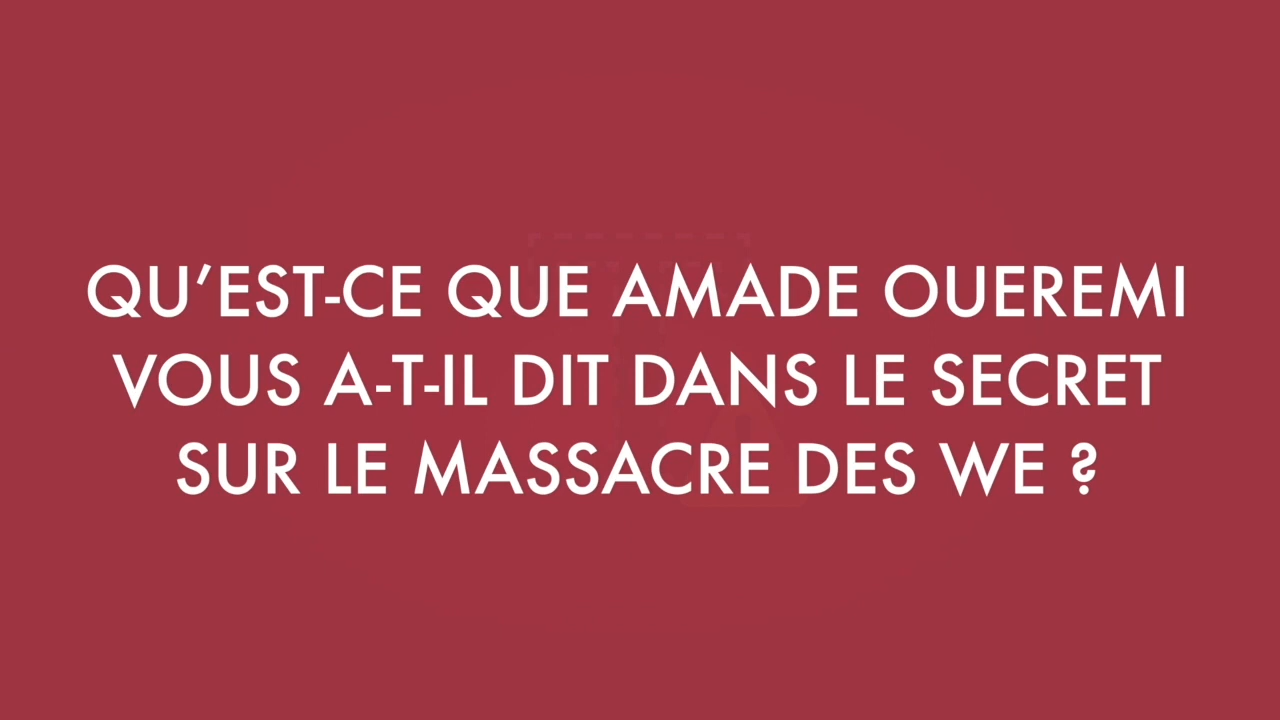 QU’EST-CE QUE AMADE OUEREMI
VOUS A-T-IL DIT DANS LE SECRET
SUR LE MASSACRE DES WE ?